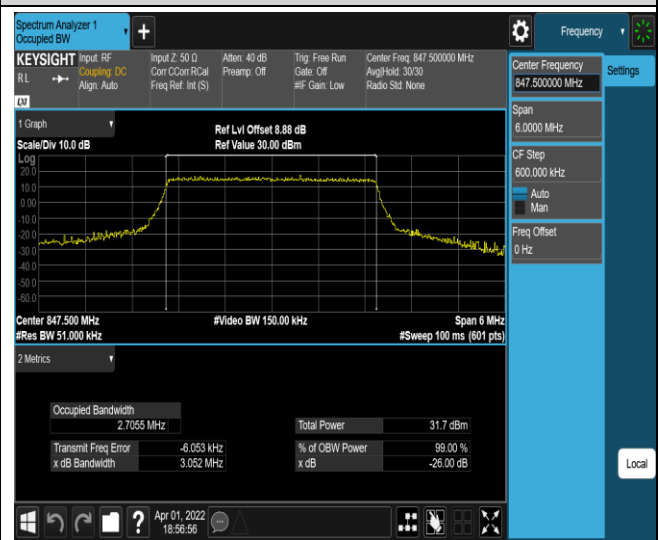 Spectrum Analyzer 1
Occupied BW
Frequency
KEYSIGHT
RL
LXI
Input: RF
Coupling: DC
Align: Auto
Input Z: 50 Ω
Corr CCorr RCal
Freq Ref: Int (S)
Atten: 40 dB
Preamp: Off
Trig: Free Run
Gate: Off
#IF Gain: Low
Center Freq: 847.500000 MHz
Avg|Hold: 30/30
Radio Std: None
Center Frequency
847.500000 MHz
Settings
Span
6.0000 MHz
CF Step
600.000 kHz
Auto
Man
Freq Offset
0 Hz
1 Graph
Scale/Div 10.0 dB
Ref Lvl Offset 8.88 dB
Ref Value 30.00 dBm
Log
20.0
10.0
0.00
-10.0
-20.0
-30.0
-40.0
-50.0
-60.0
Center 847.500 MHz
#Video BW 150.00 kHz
Span 6 MHz
#Res BW 51.000 kHz
#Sweep 100 ms (601 pts)
2 Metrics
Occupied Bandwidth
2.7055 MHz
Total Power 31.7 dBm
Transmit Freq Error -6.053 kHz
% of OBW Power 99.00 %
x dB Bandwidth 3.052 MHz
x dB -26.00 dB
Local
?
Apr 01, 2022
18:56:56